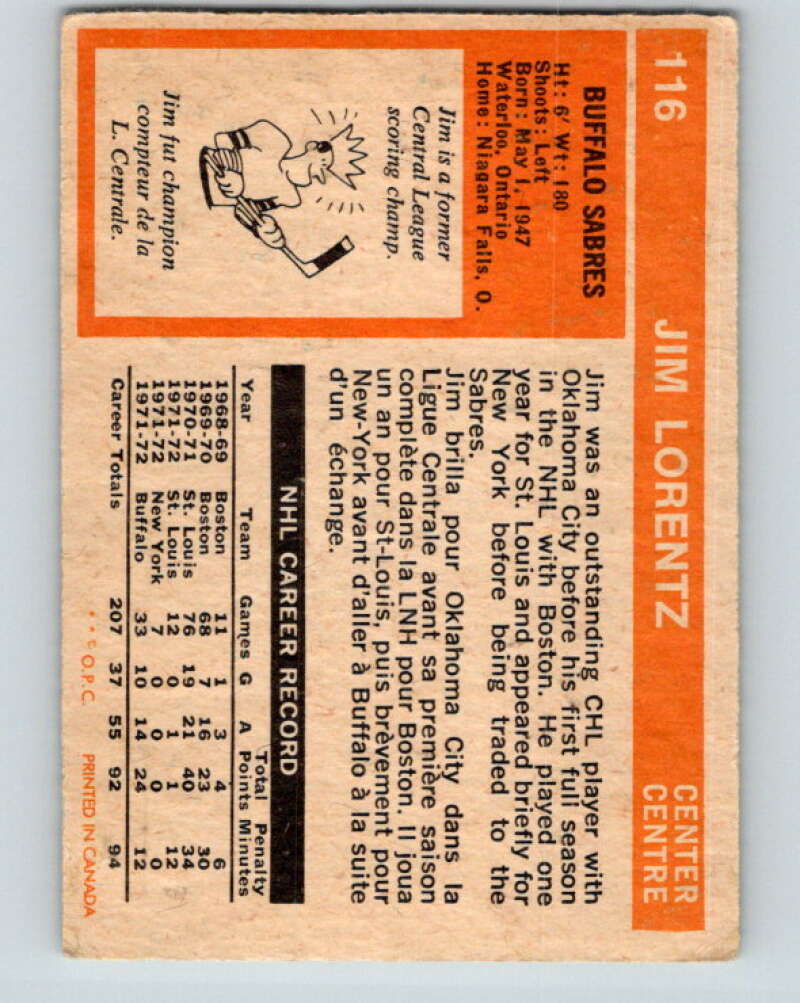 116 JIM LORENTZ CENTER
CENTRE
BUFFALO SABRES
Ht: 6' Wt: 180
Shoots: Left
Born: May 1, 1947
Waterloo, Ontario
Home: Niagara Falls, O.
Jim is a former
Central League
scoring champ.
Jim fut champion
compteur de la
L. Centrale.
Jim was an outstanding CHL player with
Oklahoma City before his first full season
in the NHL with Boston. He played one
year for St. Louis and appeared briefly for
New York before being traded to the
Sabres.
Jim brilla pour Oklahoma City dans la
Ligue Centrale avant sa première saison
complète dans la LNH pour Boston. Il joua
un an pour St-Louis, puis brèvement pour
New-York avant d'aller à Buffalo à la suite
d'un échange.
NHL CAREER RECORD
Total Penalty
Year Team Games G A Points Minutes
1968-69 Boston 11 1 3 4 6
1969-70 Boston 68 7 16 23 30
1970-71 St. Louis 76 19 21 40 34
1971-72 St. Louis 12 0 1 1 12
1971-72 New York 7 0 0 0 0
1971-72 Buffalo 33 10 14 24 12
Career Totals 207 37 55 92 94
* * © O.P.C. PRINTED IN CANADA